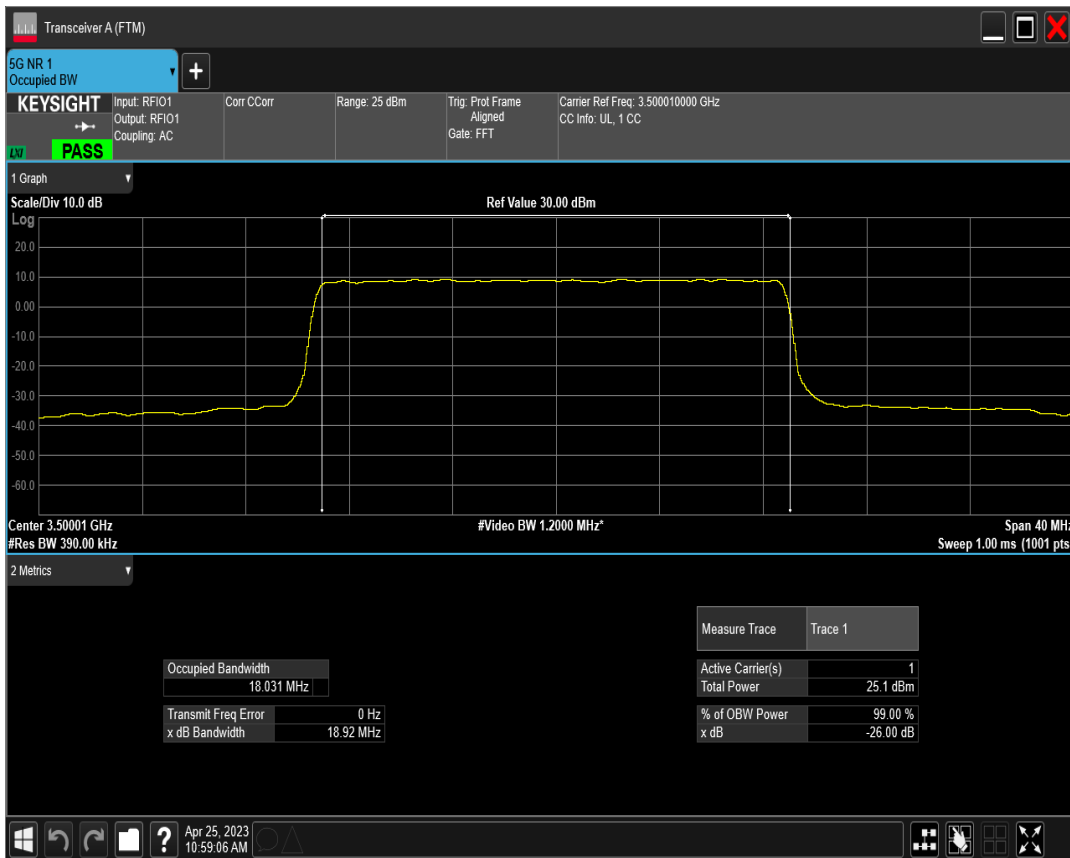 Transceiver A (FTM)
5G NR 1
Occupied BW
+
KEYSIGHT
LXI
PASS
Input: RFIO1
Output: RFIO1
Coupling: AC
Corr CCorr
Range: 25 dBm
Trig: Prot Frame
Aligned
Gate: FFT
Carrier Ref Freq: 3.500010000 GHz
CC Info: UL, 1 CC
1 Graph
Scale/Div 10.0 dB
Ref Value 30.00 dBm
Log
20.0
10.0
0.00
-10.0
-20.0
-30.0
-40.0
-50.0
-60.0
Center 3.50001 GHz
#Video BW 1.2000 MHz*
Span 40 MHz
#Res BW 390.00 kHz
Sweep 1.00 ms (1001 pts
2 Metrics
Measure Trace Trace 1
Occupied Bandwidth
18.031 MHz
Active Carrier(s) 1
Total Power 25.1 dBm
Transmit Freq Error 0 Hz
x dB Bandwidth 18.92 MHz
% of OBW Power 99.00 %
x dB -26.00 dB
?
Apr 25, 2023
10:59:06 AM